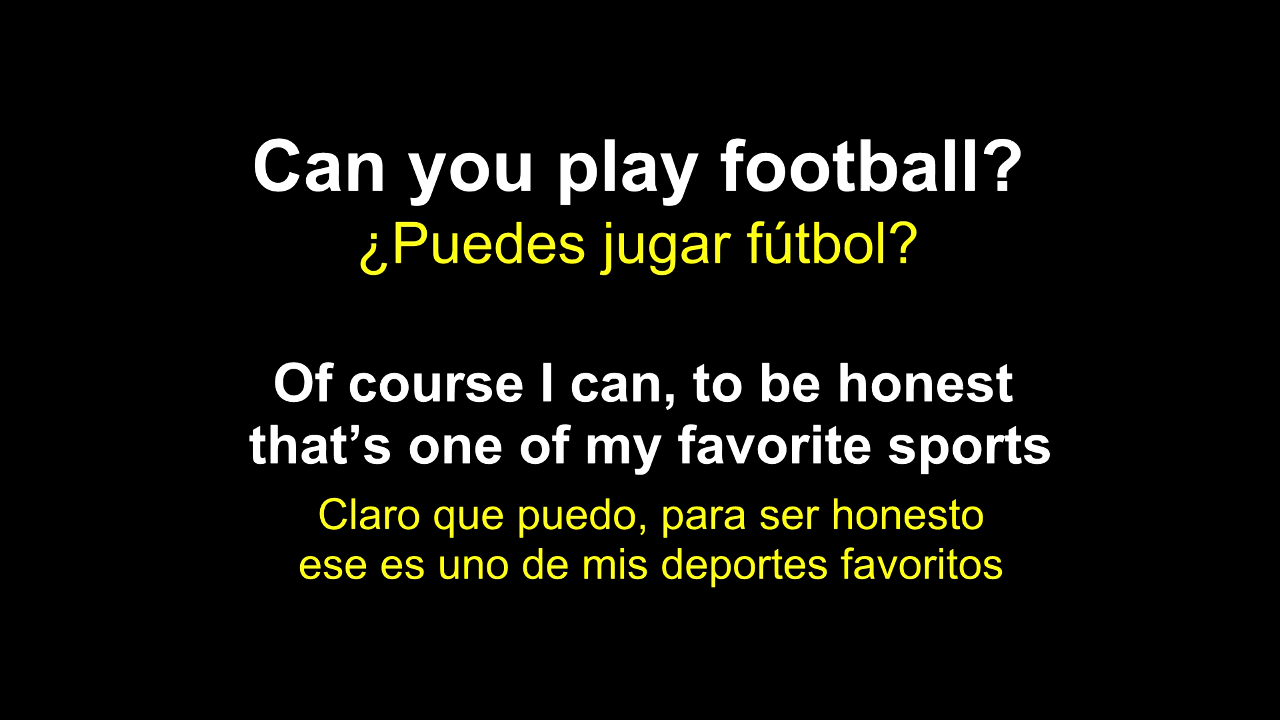 Can you play football?
¿Puedes jugar fútbol?
Of course I can, to be honest
that’s one of my favorite sports
Claro que puedo, para ser honesto
ese es uno de mis deportes favoritos